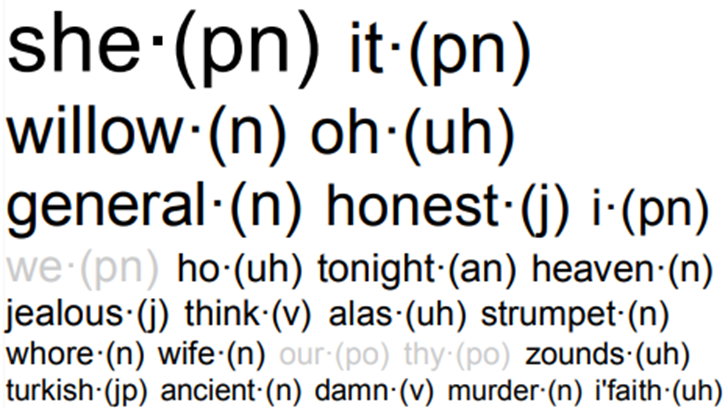 she·(pn) it·(pn)
willow·(n) oh·(uh)
general·(n) honest·(j) i·(pn)
we·(pn) ho·(uh) tonight·(an) heaven·(n)
jealous·(j) think·(v) alas·(uh) strumpet·(n)
whore·(n) wife·(n) our·(po) thy·(po) zounds·(uh)
turkish·(jp) ancient·(n) damn·(v) murder·(n) i'faith·(uh)